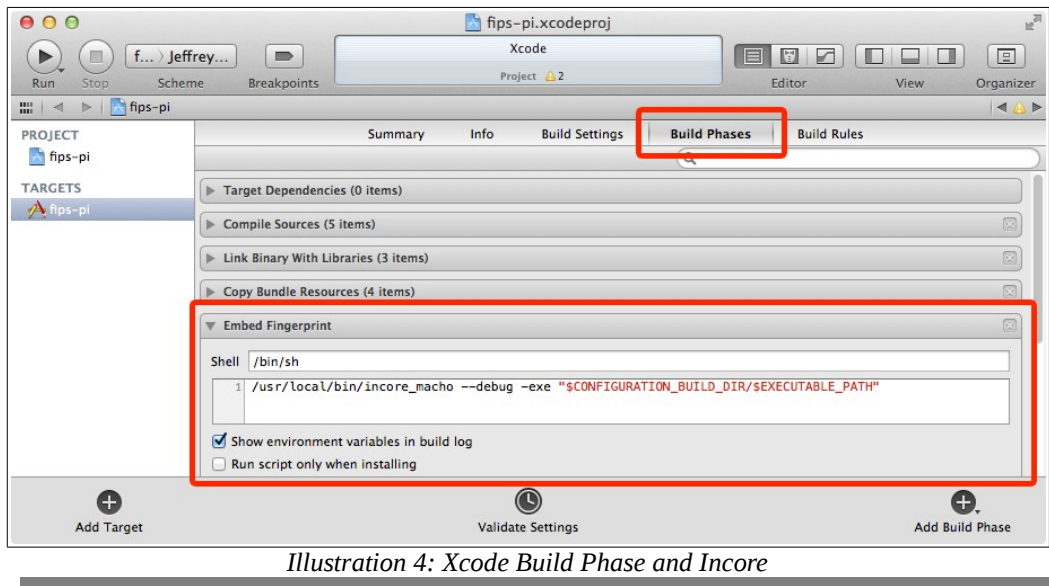 fips-pi.xcodeproj
f... Jeffrey...
Xcode
Project 2
Run Stop Scheme Breakpoints Editor View Organizer
fips-pi
PROJECT
fips-pi
TARGETS
fips-pi
Summary Info Build Settings Build Phases Build Rules
Target Dependencies (0 items)
Compile Sources (5 items)
Link Binary With Libraries (3 items)
Copy Bundle Resources (4 items)
Embed Fingerprint
Shell /bin/sh
1 /usr/local/bin/incore_macho --debug -exe "$CONFIGURATION_BUILD_DIR/$EXECUTABLE_PATH"
Show environment variables in build log
Run script only when installing
Add Target Validate Settings Add Build Phase
Illustration 4: Xcode Build Phase and Incore